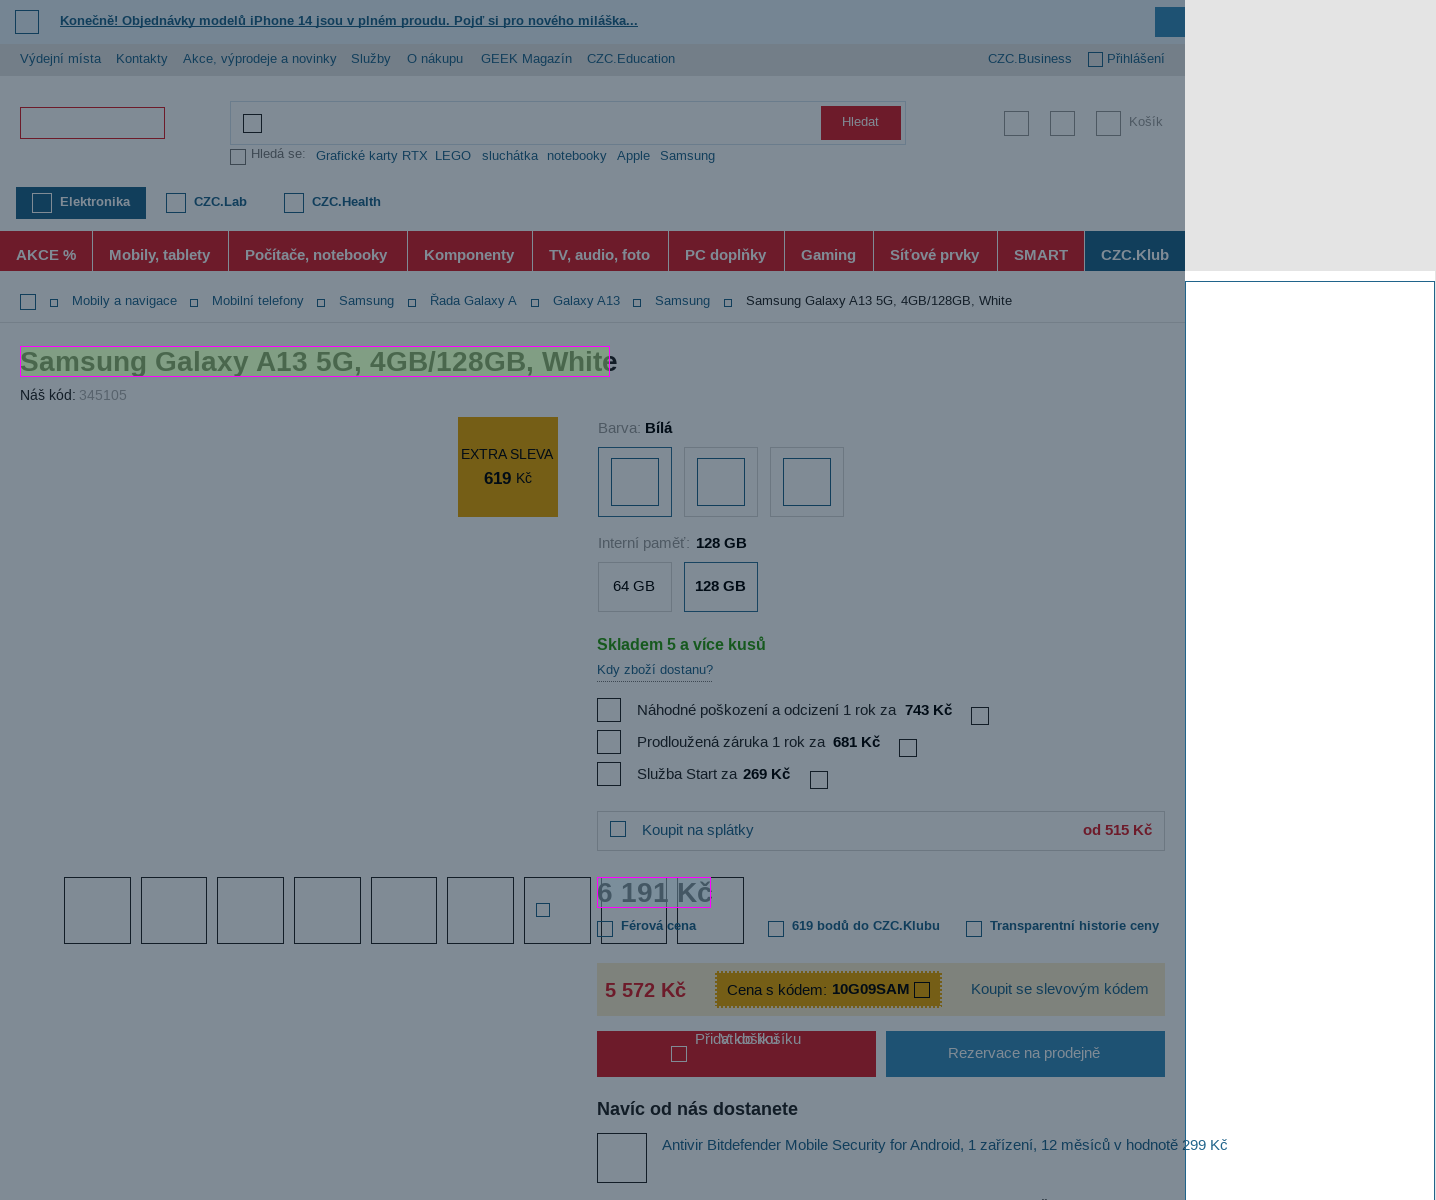 Konečně! Objednávky modelů iPhone 14 jsou v plném proudu. Pojď si pro nového miláška...
Výdejní místa Kontakty Akce, výprodeje a novinky Služby O nákupu GEEK Magazín CZC.Education CZC.Business Přihlášení
Hledat Košík
Hledá se: Grafické karty RTX LEGO sluchátka notebooky Apple Samsung
Elektronika CZC.Lab CZC.Health
AKCE % Mobily, tablety Počítače, notebooky Komponenty TV, audio, foto PC doplňky Gaming Síťové prvky SMART CZC.Klub
Mobily a navigace Mobilní telefony Samsung Řada Galaxy A Galaxy A13 Samsung Samsung Galaxy A13 5G, 4GB/128GB, White
Samsung Galaxy A13 5G, 4GB/128GB, White
Náš kód: 345105
EXTRA SLEVA
619 Kč
Barva: Bílá
Interní paměť: 128 GB
64 GB 128 GB
Skladem 5 a více kusů
Kdy zboží dostanu?
Náhodné poškození a odcizení 1 rok za 743 Kč
Prodloužená záruka 1 rok za 681 Kč
Služba Start za 269 Kč
Koupit na splátky od 515 Kč
6 191 Kč
Férová cena 619 bodů do CZC.Klubu Transparentní historie ceny
5 572 Kč Cena s kódem: 10G09SAM Koupit se slevovým kódem
Přidat do košíku V košíku Rezervace na prodejně
Navíc od nás dostanete
Antivir Bitdefender Mobile Security for Android, 1 zařízení, 12 měsíců v hodnotě 299 Kč